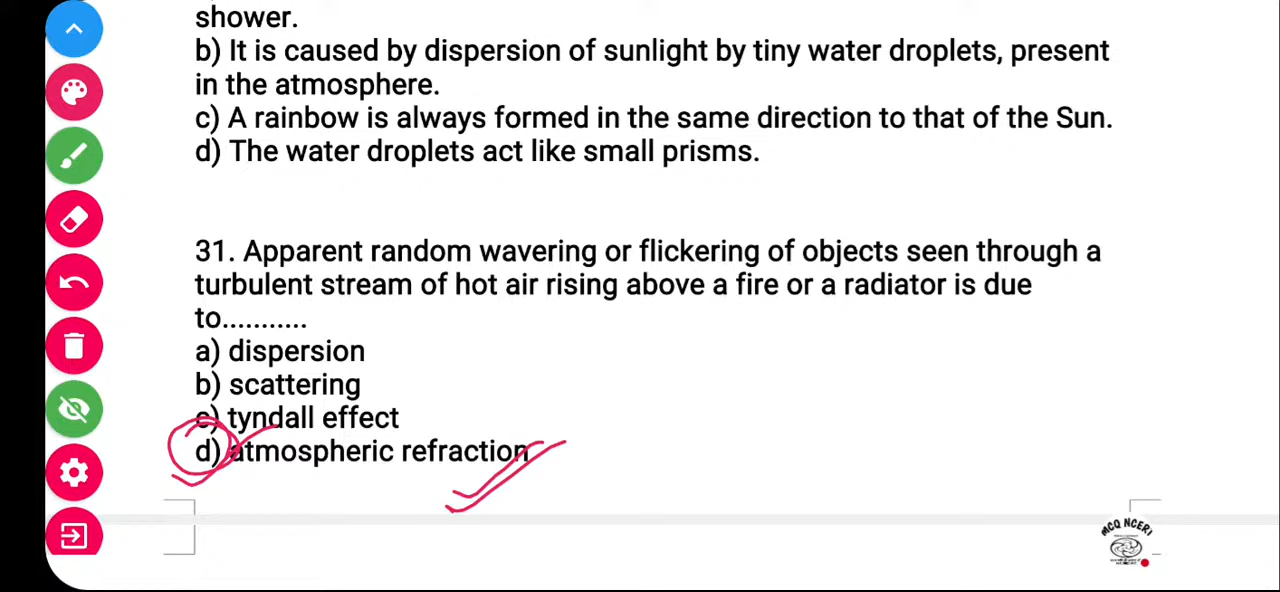 shower.
b) It is caused by dispersion of sunlight by tiny water droplets, present
in the atmosphere.
c) A rainbow is always formed in the same direction to that of the Sun.
d) The water droplets act like small prisms.
31. Apparent random wavering or flickering of objects seen through a
turbulent stream of hot air rising above a fire or a radiator is due
to...........
a) dispersion
b) scattering
c) tyndall effect
d) atmospheric refraction
MCQ NCERT